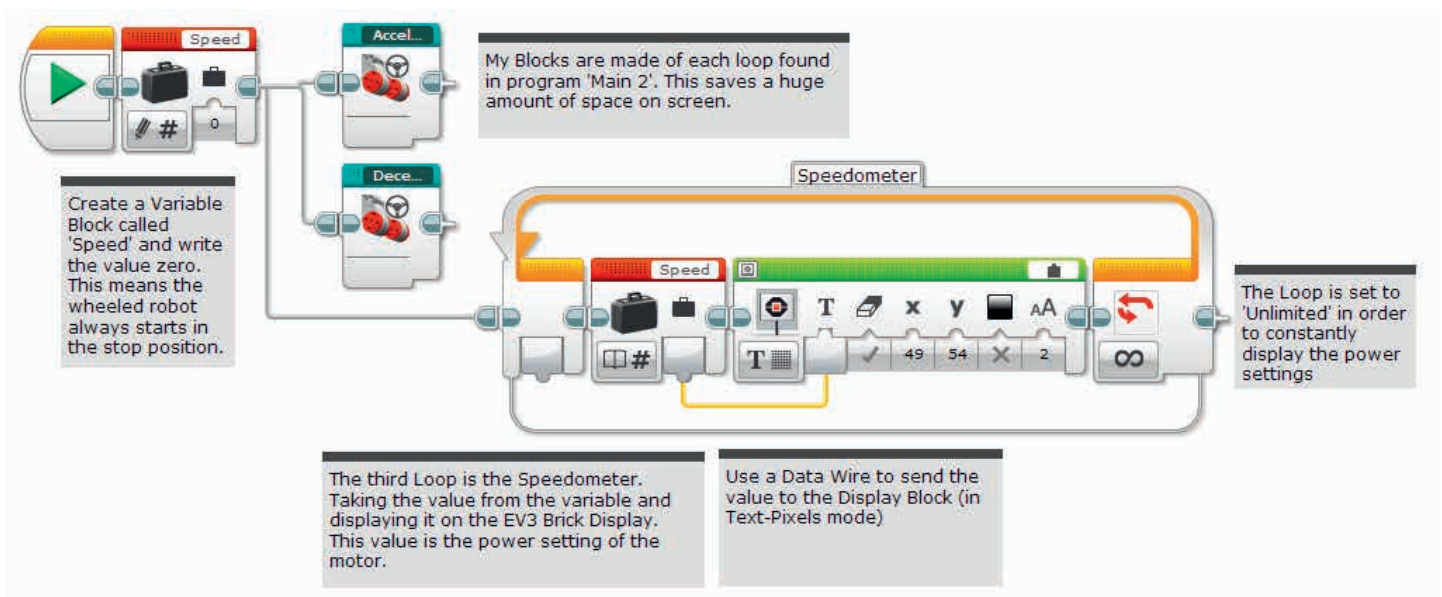 Speed
0
Accel...
My Blocks are made of each loop found
in program 'Main 2'. This saves a huge
amount of space on screen.
Dece...
Create a Variable
Block called
'Speed' and write
the value zero.
This means the
wheeled robot
always starts in
the stop position.
Speedometer
Speed
T x y AA
T 49 54 2
The Loop is set to
'Unlimited' in order
to constantly
display the power
settings
The third Loop is the Speedometer.
Taking the value from the variable and
displaying it on the EV3 Brick Display.
This value is the power setting of the
motor.
Use a Data Wire to send the
value to the Display Block (in
Text-Pixels mode)